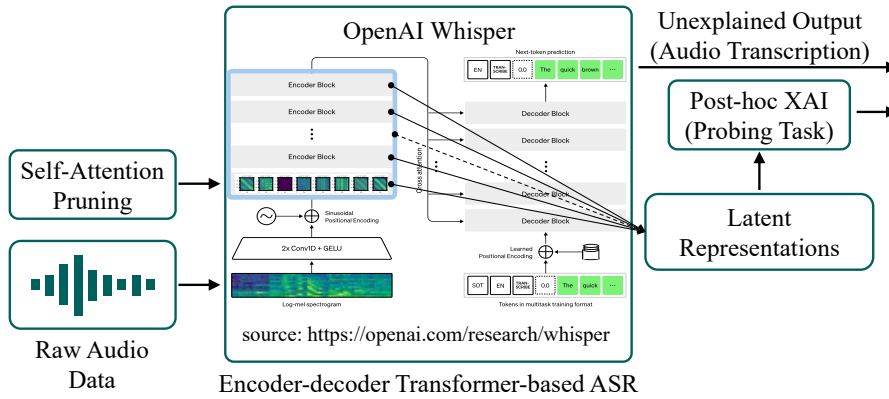 OpenAI Whisper
Unexplained Output
(Audio Transcription)
Next-token prediction
EN
TRAN-
SCRIBE
0.0
The
quick
brown
...
Encoder Block
Encoder Block
...
Encoder Block
Cross attention
Decoder Block
Decoder Block
...
Decoder Block
Decoder Block
Post-hoc XAI
(Probing Task)
Self-Attention
Pruning
Sinusoidal
Positional Encoding
2x Conv1D + GELU
Log-mel spectrogram
Learned
Positional Encoding
SOT
EN
TRAN-
SCRIBE
0.0
The
quick
...
Tokens in multitask training format
Latent
Representations
source: https://openai.com/research/whisper
Raw Audio
Data
Encoder-decoder Transformer-based ASR